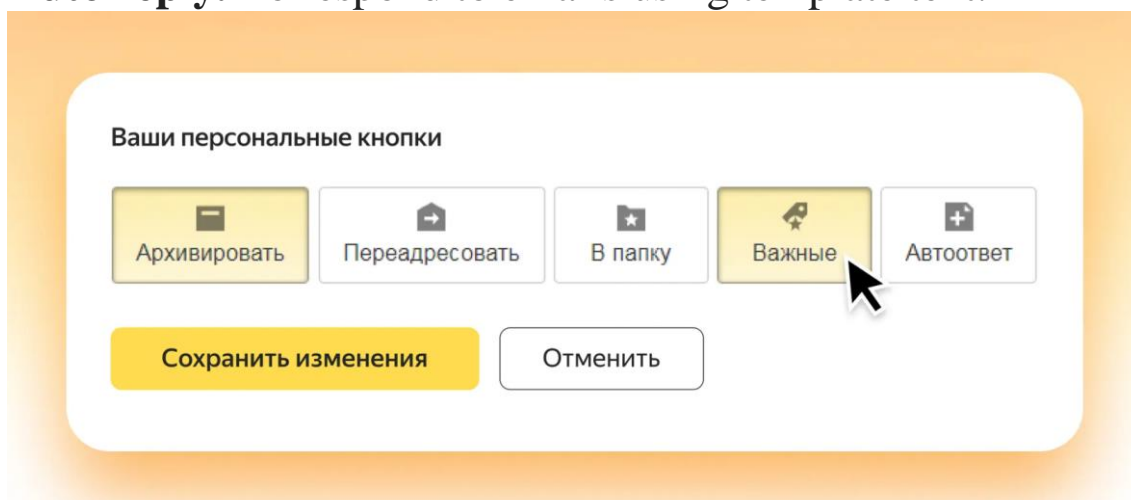 Ваши персональные кнопки
Архивировать Переадресовать В папку Важные Автоответ
Сохранить изменения Отменить